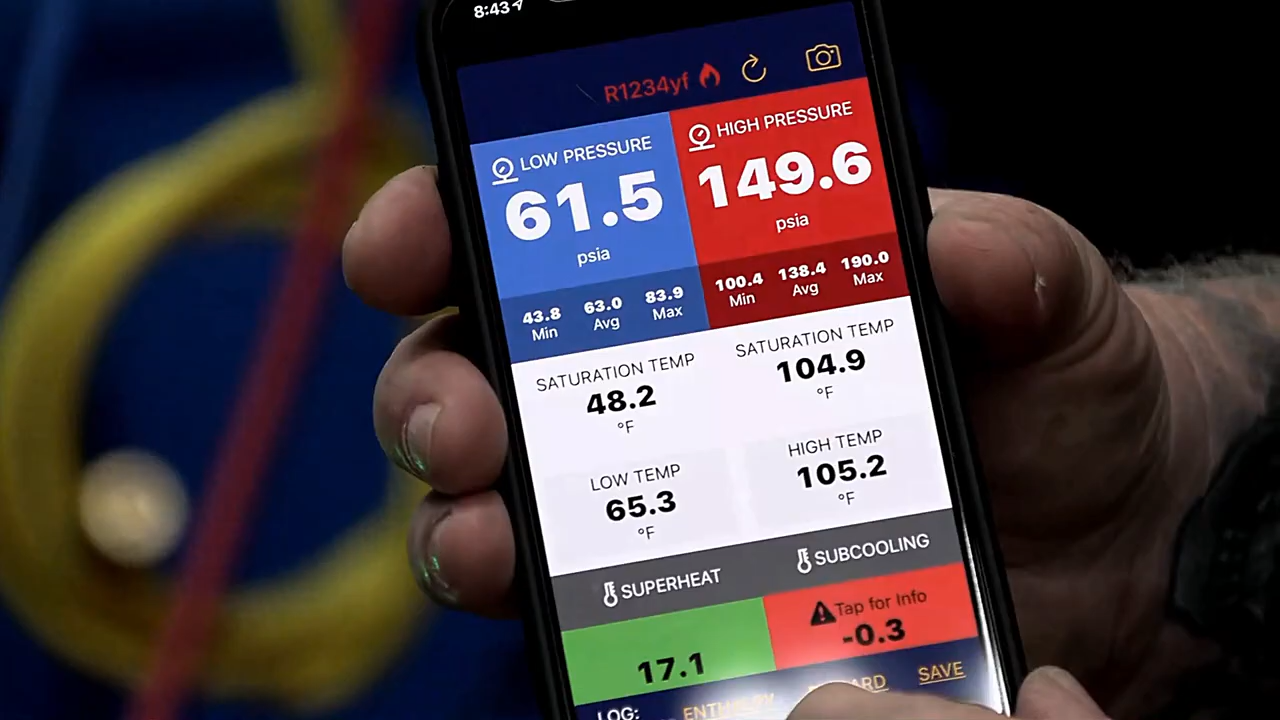 8:43
R1234yf
LOW PRESSURE
61.5
psia
43.8 63.0 83.9
Min Avg Max
HIGH PRESSURE
149.6
psia
100.4 138.4 190.0
Min Avg Max
SATURATION TEMP
48.2
°F
SATURATION TEMP
104.9
°F
LOW TEMP
65.3
°F
HIGH TEMP
105.2
°F
SUPERHEAT
17.1
SUBCOOLING
Tap for Info
-0.3
LOG: ENTHALPY SAVE